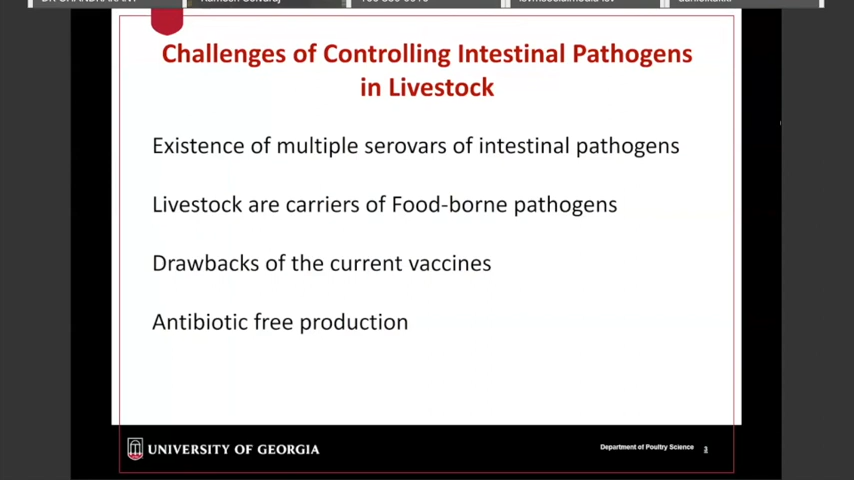 Challenges of Controlling Intestinal Pathogens
in Livestock
Existence of multiple serovars of intestinal pathogens
Livestock are carriers of Food-borne pathogens
Drawbacks of the current vaccines
Antibiotic free production
UNIVERSITY OF GEORGIA
Department of Poultry Science 3